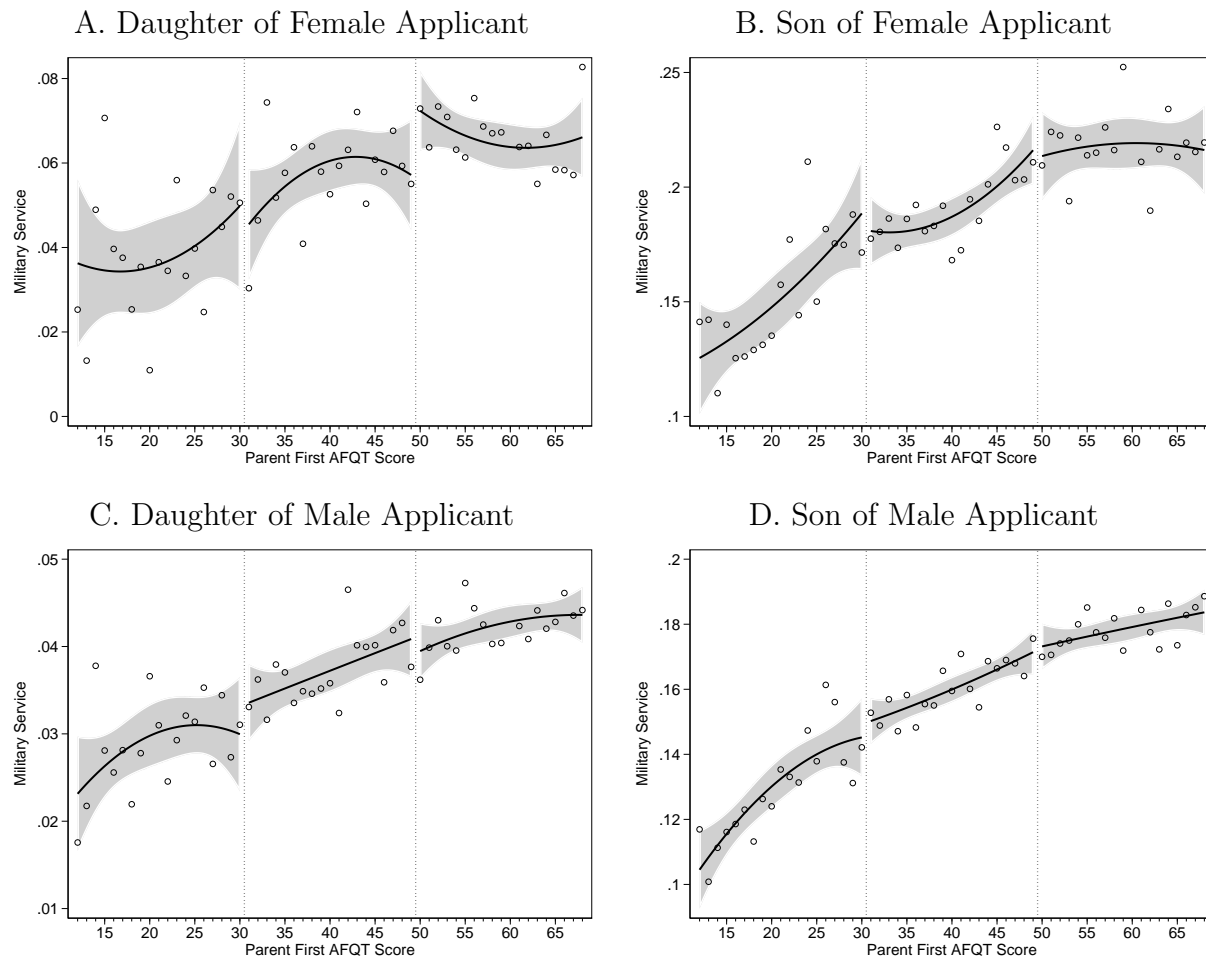 A. Daughter of Female Applicant
.08
.06
.04
.02
0
Military Service
15 20 25 30 35 40 45 50 55 60 65
Parent First AFQT Score
B. Son of Female Applicant
.25
.2
.15
.1
Military Service
15 20 25 30 35 40 45 50 55 60 65
Parent First AFQT Score
C. Daughter of Male Applicant
.05
.04
.03
.02
.01
Military Service
15 20 25 30 35 40 45 50 55 60 65
Parent First AFQT Score
D. Son of Male Applicant
.2
.18
.16
.14
.12
.1
Military Service
15 20 25 30 35 40 45 50 55 60 65
Parent First AFQT Score